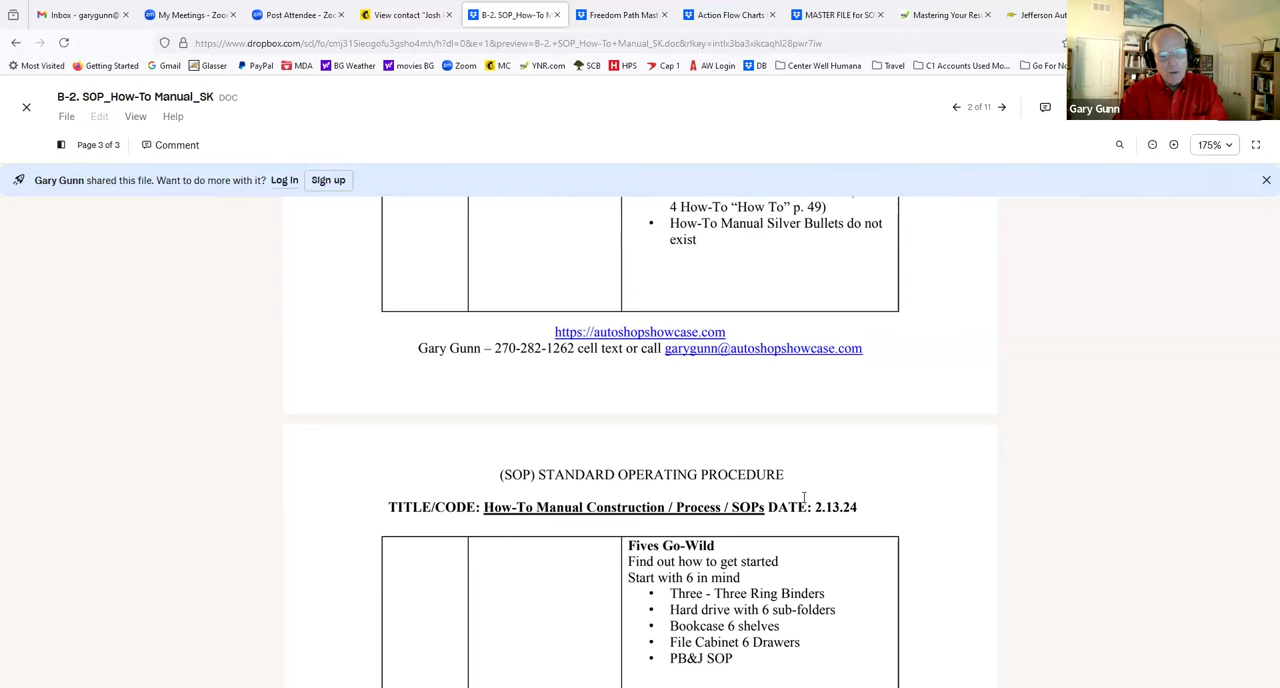 Inbox - garygunn@
My Meetings - Zoo
Post Attendee - Zoo
View contact "Josh
B-2. SOP_How-To M
Freedom Path Mast
Action Flow Charts
MASTER FILE for SO
Mastering Your Res
Jefferson Aut
https://www.dropbox.com/scl/fo/cmj315ieogofu3gsho4mh/h?dl=0&e=1&preview=B-2.+SOP_How-To+Manual_SK.doc&rlkey=intlx3ba3xikcaqhl28pwr7iw
Most Visited
Getting Started
Gmail
Glasser
PayPal
MDA
BG Weather
movies BG
Zoom
MC
YNR.com
SCB
HPS
Cap 1
AW Login
DB
Center Well Humana
Travel
C1 Accounts Used Mo...
Go For No
Gary Gunn
B-2. SOP_How-To Manual_SK DOC
File Edit View Help
2 of 11
Page 3 of 3
Comment
175%
Gary Gunn shared this file. Want to do more with it? Log in Sign up
4 How-To “How To” p. 49)
• How-To Manual Silver Bullets do not
exist
https://autoshopshowcase.com
Gary Gunn – 270-282-1262 cell text or call garygunn@autoshopshowcase.com
(SOP) STANDARD OPERATING PROCEDURE
TITLE/CODE: How-To Manual Construction / Process / SOPs DATE: 2.13.24
Fives Go-Wild
Find out how to get started
Start with 6 in mind
• Three - Three Ring Binders
• Hard drive with 6 sub-folders
• Bookcase 6 shelves
• File Cabinet 6 Drawers
• PB&J SOP